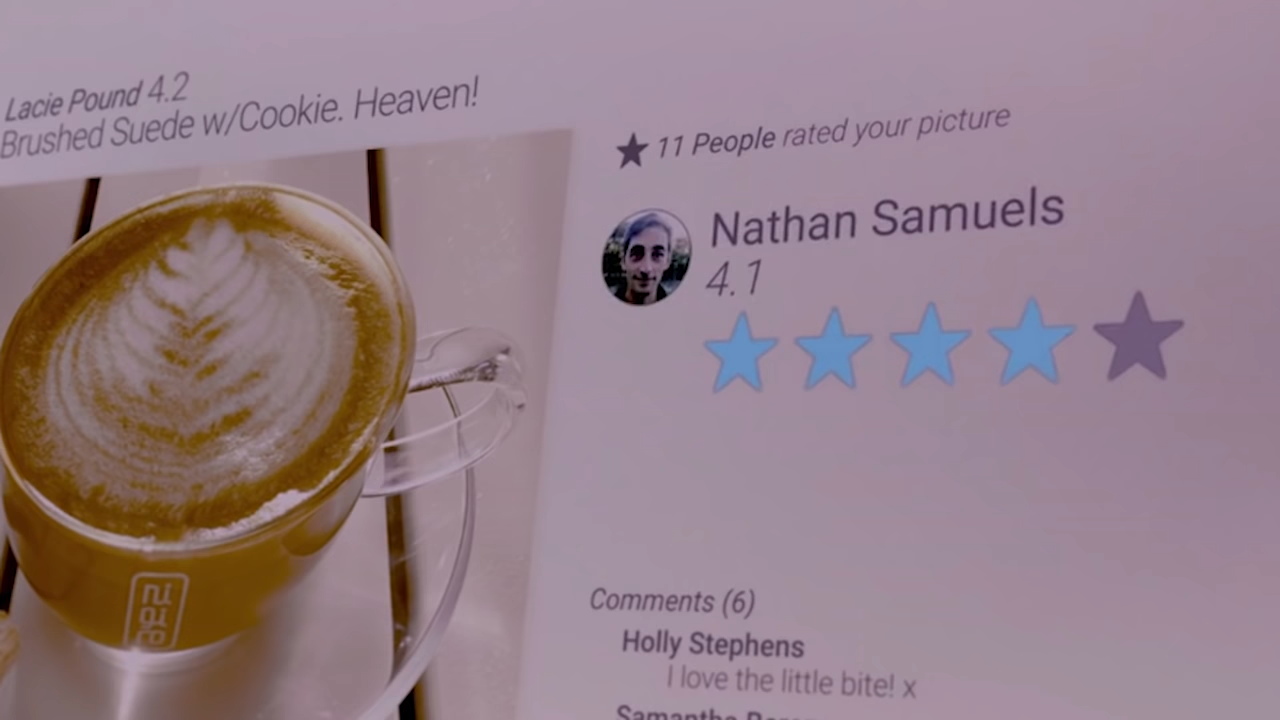 Lacie Pound 4.2
Brushed Suede w/Cookie. Heaven!
11 People rated your picture
Nathan Samuels
4.1
Comments (6)
Holly Stephens
I love the little bite! x
Samantha